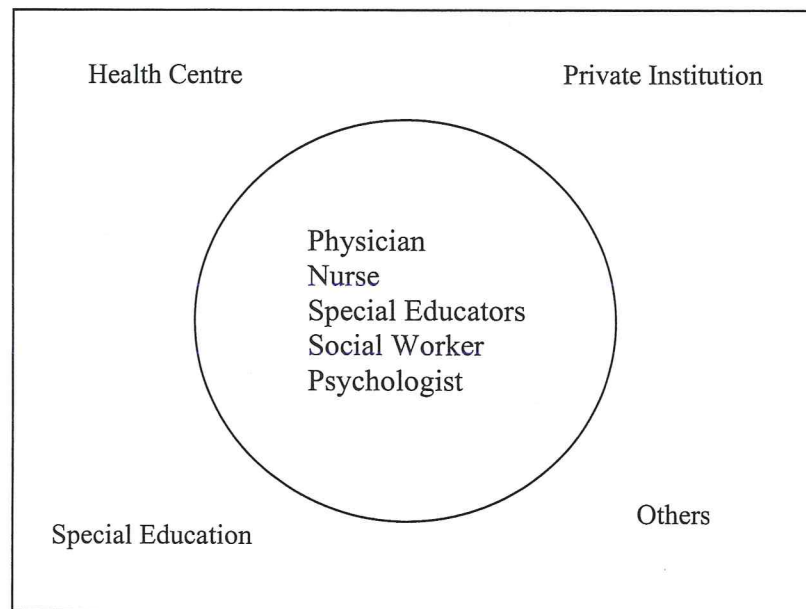 Health Centre
Private Institution
Physician
Nurse
Special Educators
Social Worker
Psychologist
Special Education
Others